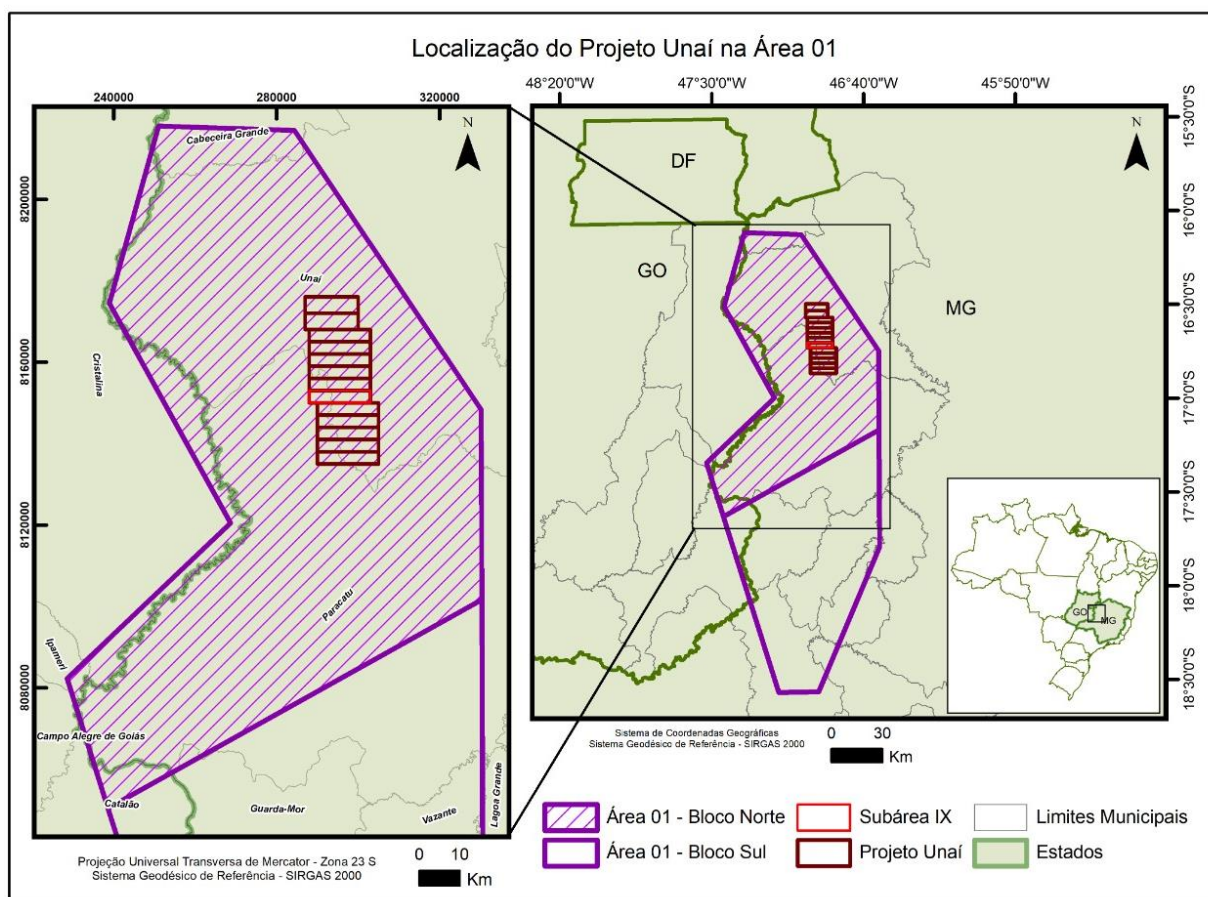 Localização do Projeto Unaí na Área 01
240000 280000 320000
8200000
8160000
8120000
8080000
N
Cabeceira Grande
Unaí
Cristalina
Paracatu
Ipameri
Campo Alegre de Goiás
Catalão
Guarda-Mor
Vazante
Lagoa Grande
Projeção Universal Transversa de Mercator - Zona 23 S
Sistema Geodésico de Referência - SIRGAS 2000
0 10
Km
48°20'0"W 47°30'0"W 46°40'0"W 45°50'0"W
15°30'0"S
16°0'0"S
16°30'0"S
17°0'0"S
17°30'0"S
18°0'0"S
18°30'0"S
N
DF
GO
MG
GO
MG
Sistema de Coordenadas Geográficas
Sistema Geodésico de Referência - SIRGAS 2000
0 30
Km
Área 01 - Bloco Norte
Subárea IX
Limites Municipais
Área 01 - Bloco Sul
Projeto Unaí
Estados